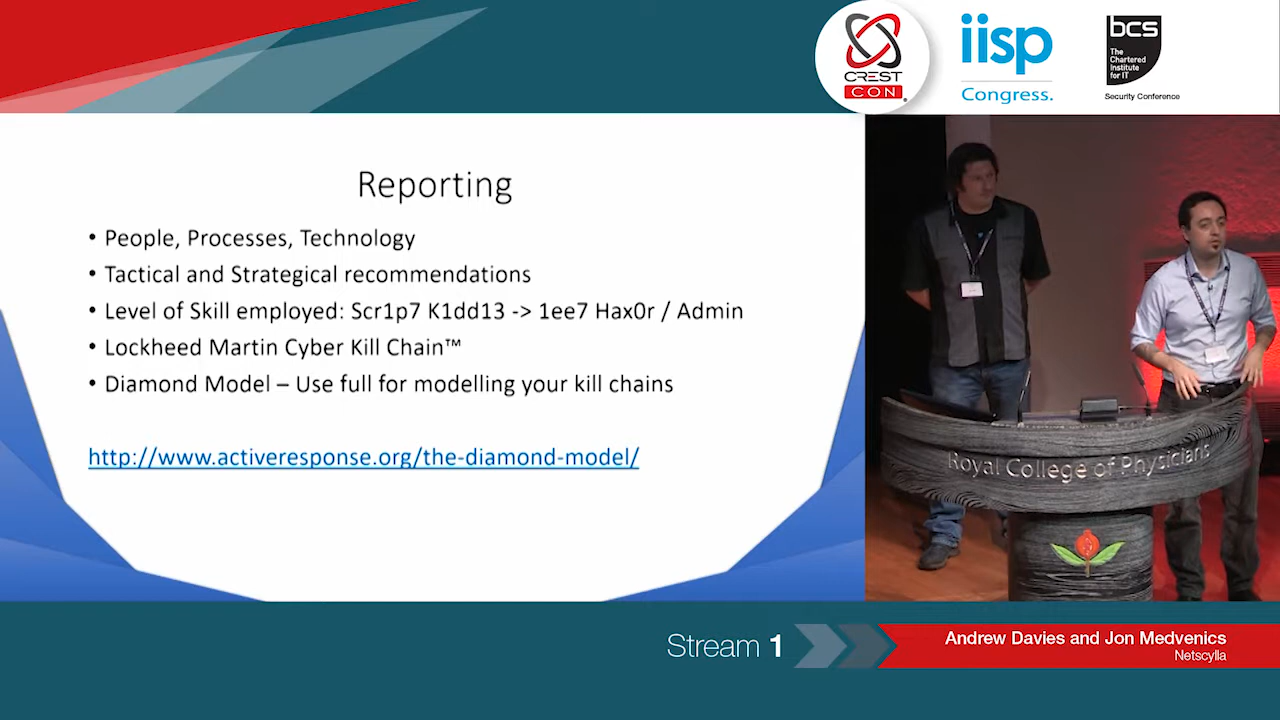 CREST
CON
iisp
Congress.
bcs
The
Chartered
Institute
for IT
Security Conference
Reporting
• People, Processes, Technology
• Tactical and Strategical recommendations
• Level of Skill employed: Scr1p7 K1dd13 -> 1ee7 Hax0r / Admin
• Lockheed Martin Cyber Kill Chain™
• Diamond Model – Use full for modelling your kill chains
http://www.activeresponse.org/the-diamond-model/
Royal College of Physicians
Stream 1
Andrew Davies and Jon Medvenics
Netscylla